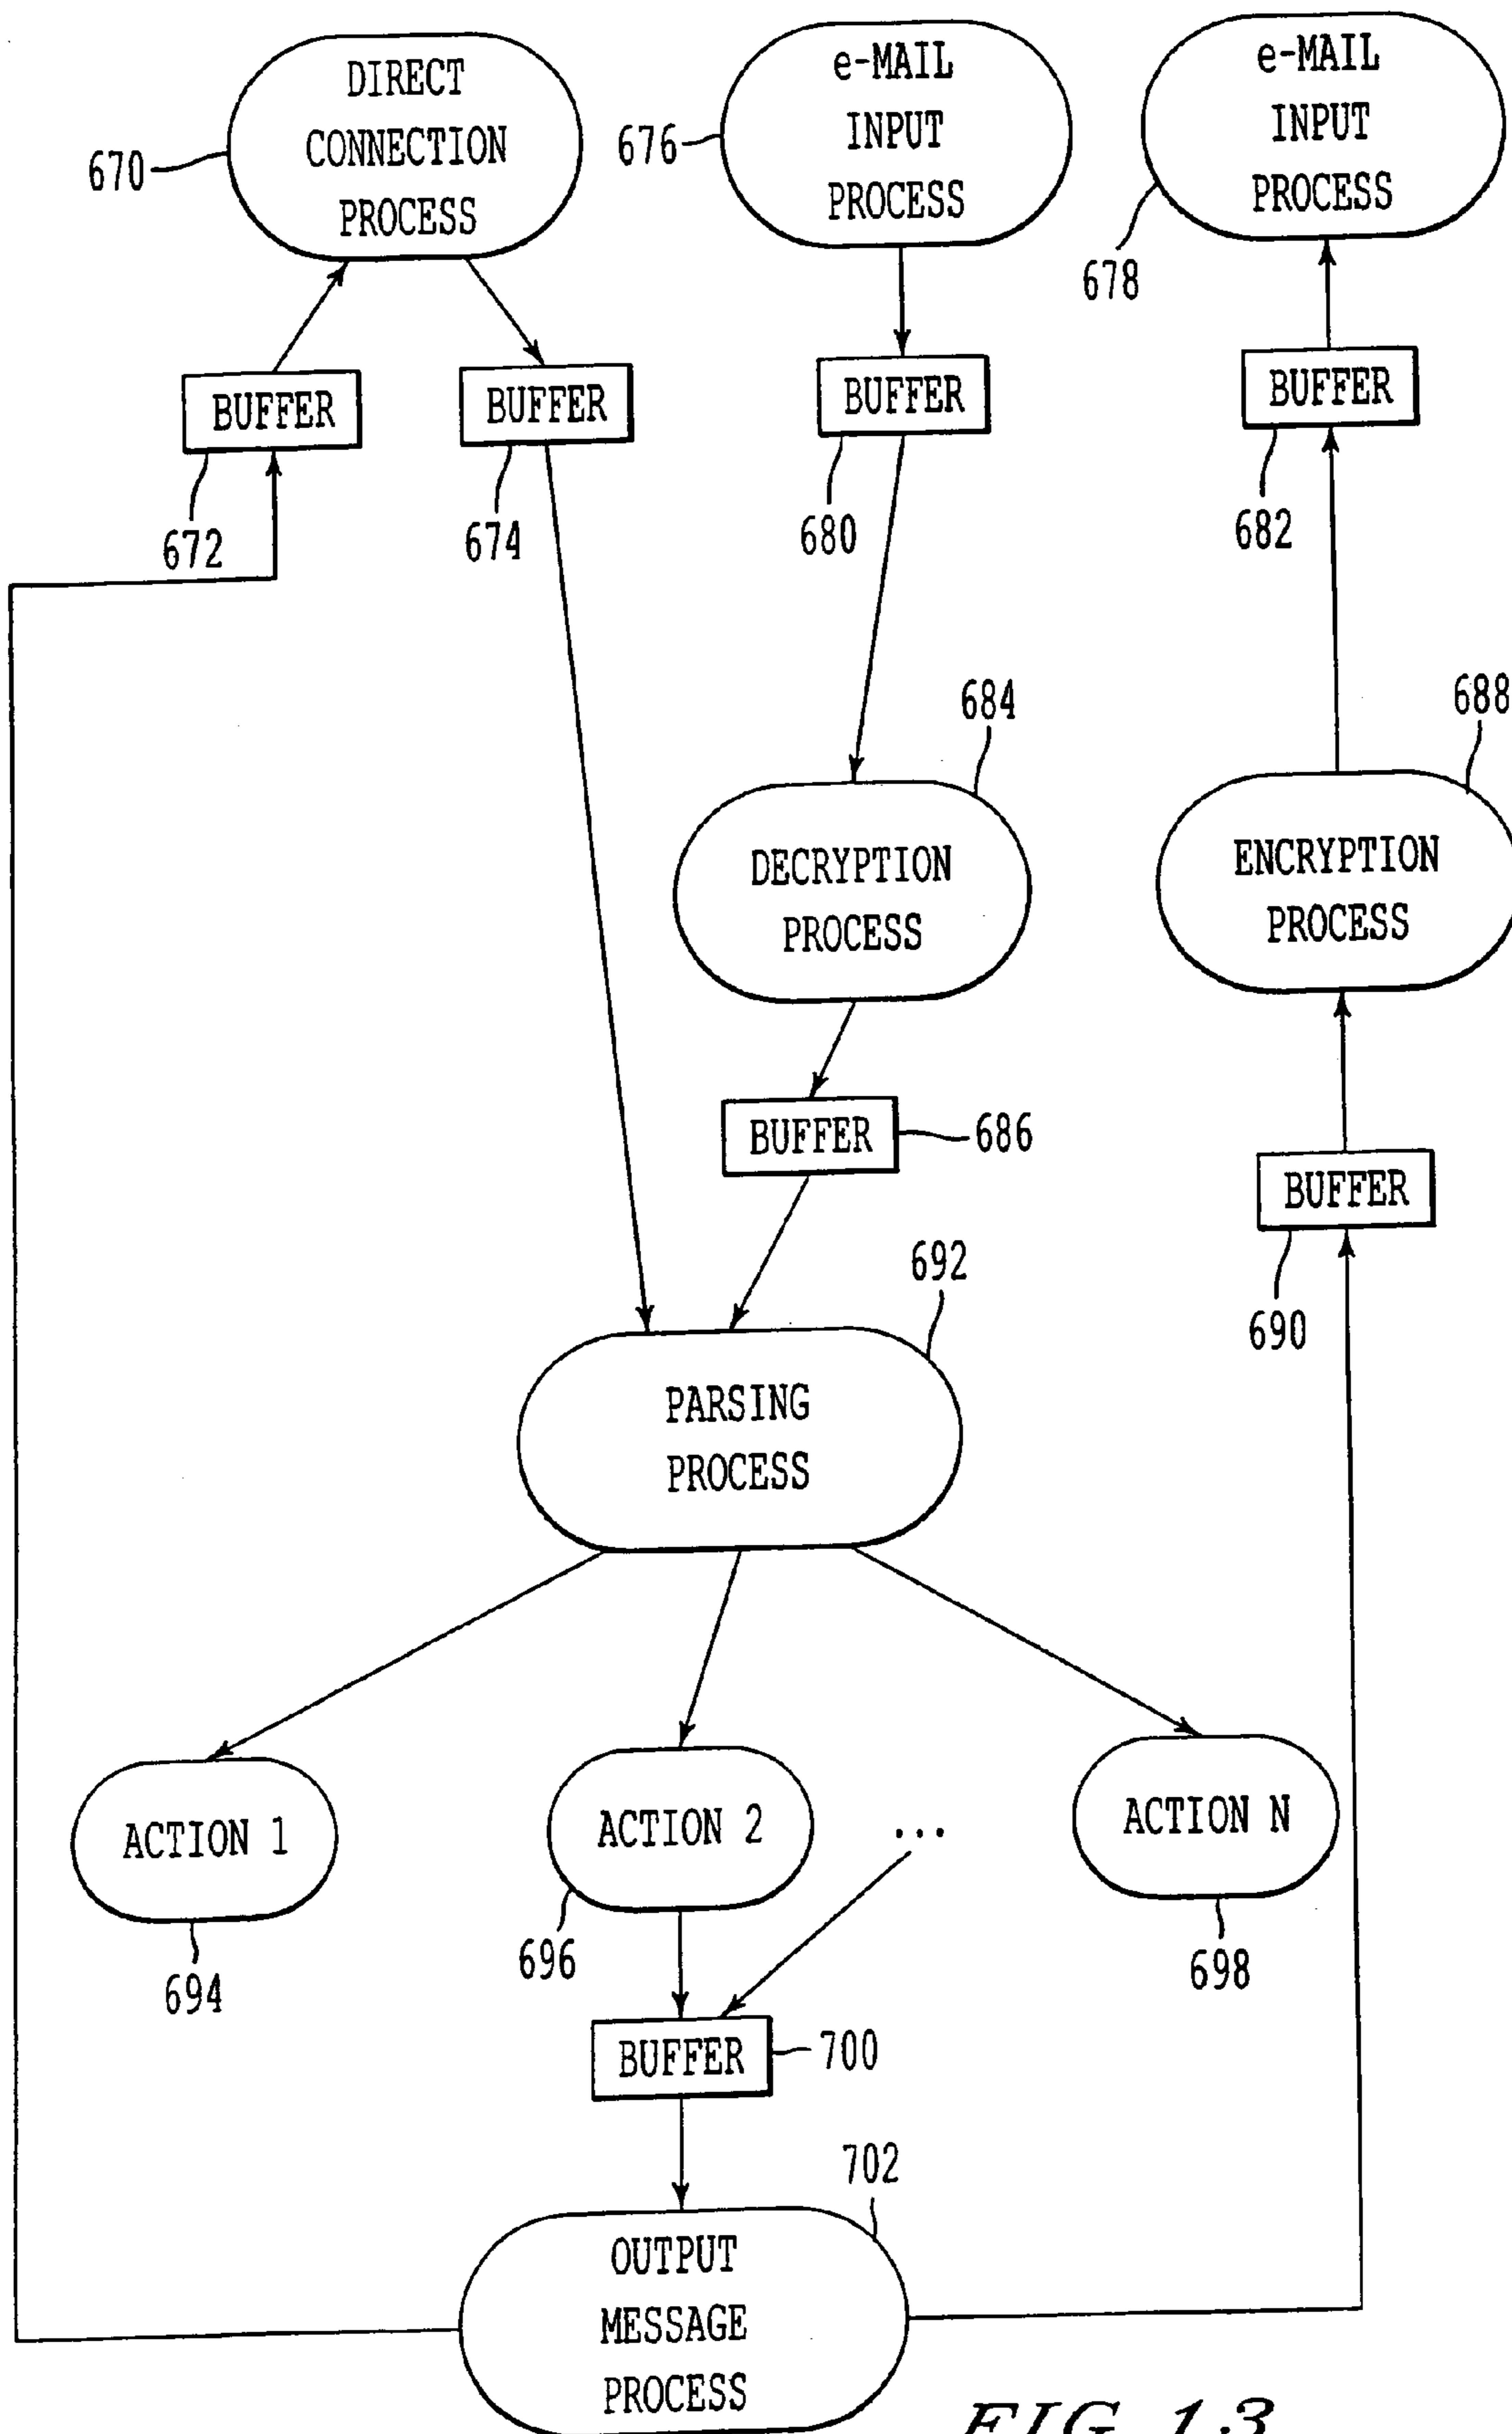 DIRECT
CONNECTION
PROCESS
670
e-MAIL
INPUT
PROCESS
676
e-MAIL
INPUT
PROCESS
678
BUFFER
672
BUFFER
674
BUFFER
680
BUFFER
682
684
DECRYPTION
PROCESS
688
ENCRYPTION
PROCESS
BUFFER
686
BUFFER
690
692
PARSING
PROCESS
ACTION 1
694
ACTION 2
696
...
ACTION N
698
BUFFER
700
702
OUTPUT
MESSAGE
PROCESS
FIG. 13